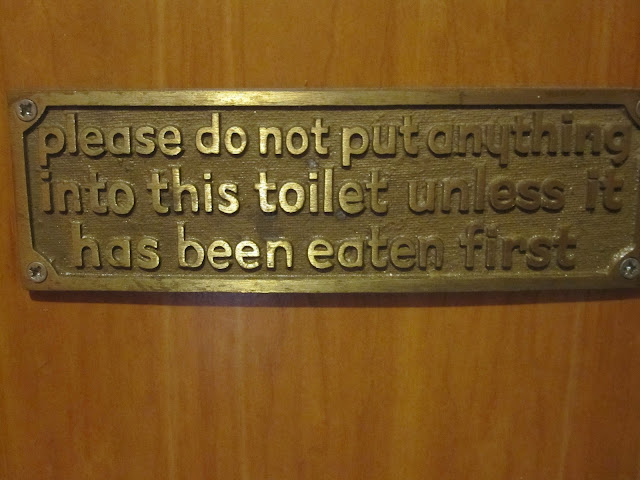 please do not put anything
into this toilet unless it
has been eaten first